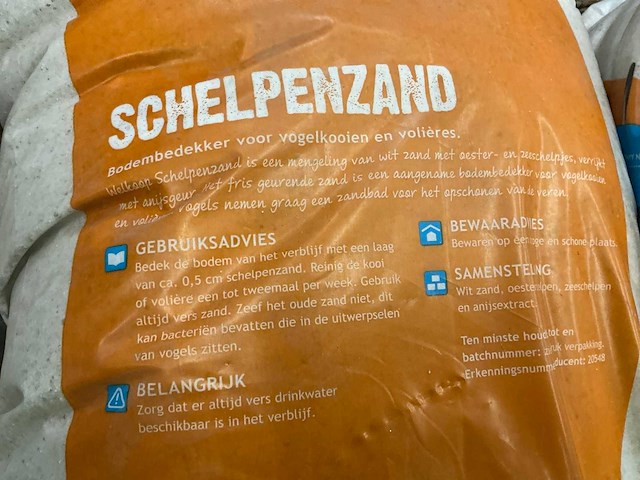 SCHELPENZAND
Bodembedekker voor vogelkooien en volières.
Welkoop Schelpenzand is een mengeling van wit zand met oester- en zeeschelpjes, verrijkt
met anijsgeur. Het fris geurende zand is een aangename bodembedekker voor vogelkooien
en volières. Vogels nemen graag een zandbad voor het opschonen van de veren.
GEBRUIKSADVIES
Bedek de bodem van het verblijf met een laag
van ca. 0,5 cm schelpenzand. Reinig de kooi
of volière een tot tweemaal per week. Gebruik
altijd vers zand. Zeef het oude zand niet, dit
kan bacteriën bevatten die in de uitwerpselen
van vogels zitten.
BELANGRIJK
Zorg dat er altijd vers drinkwater
beschikbaar is in het verblijf.
BEWAARADVIES
Bewaren op een droge en schone plaats.
SAMENSTELLING
Wit zand, oesterschelpen, zeeschelpen
en anijsextract.
Ten minste houdbaar tot en
batchnummer: z druk verpakking.
Erkenningsnummer producent: 20548